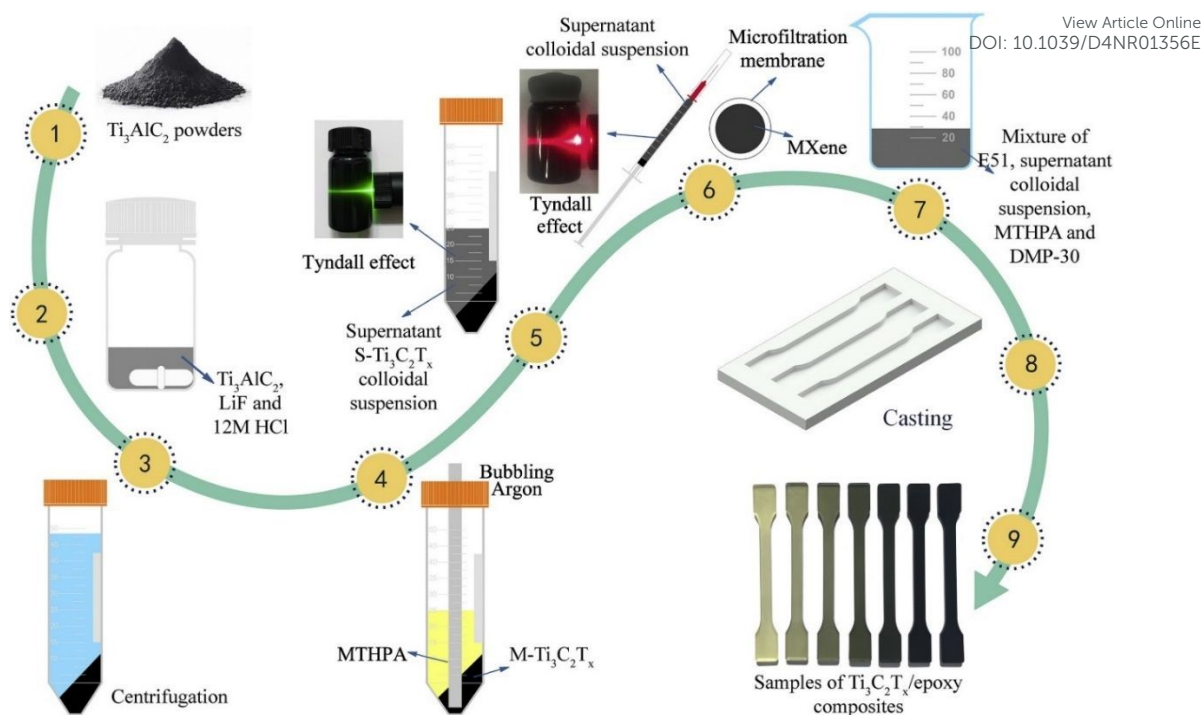 View Article Online
DOI: 10.1039/D4NR01356E
1
Ti₃AlC₂ powders
2
Ti₃AlC₂,
LiF and
12M HCl
3
Centrifugation
4
Bubbling
Argon
MTHPA
M-Ti₃C₂Tₓ
5
Tyndall effect
Supernatant
S-Ti₃C₂Tₓ
colloidal
suspension
Supernatant
colloidal suspension
Tyndall
effect
6
Microfiltration
membrane
MXene
7
100
80
60
40
20
Mixture of
E51, supernatant
colloidal
suspension,
MTHPA and
DMP-30
8
Casting
9
Samples of Ti₃C₂Tₓ/epoxy
composites